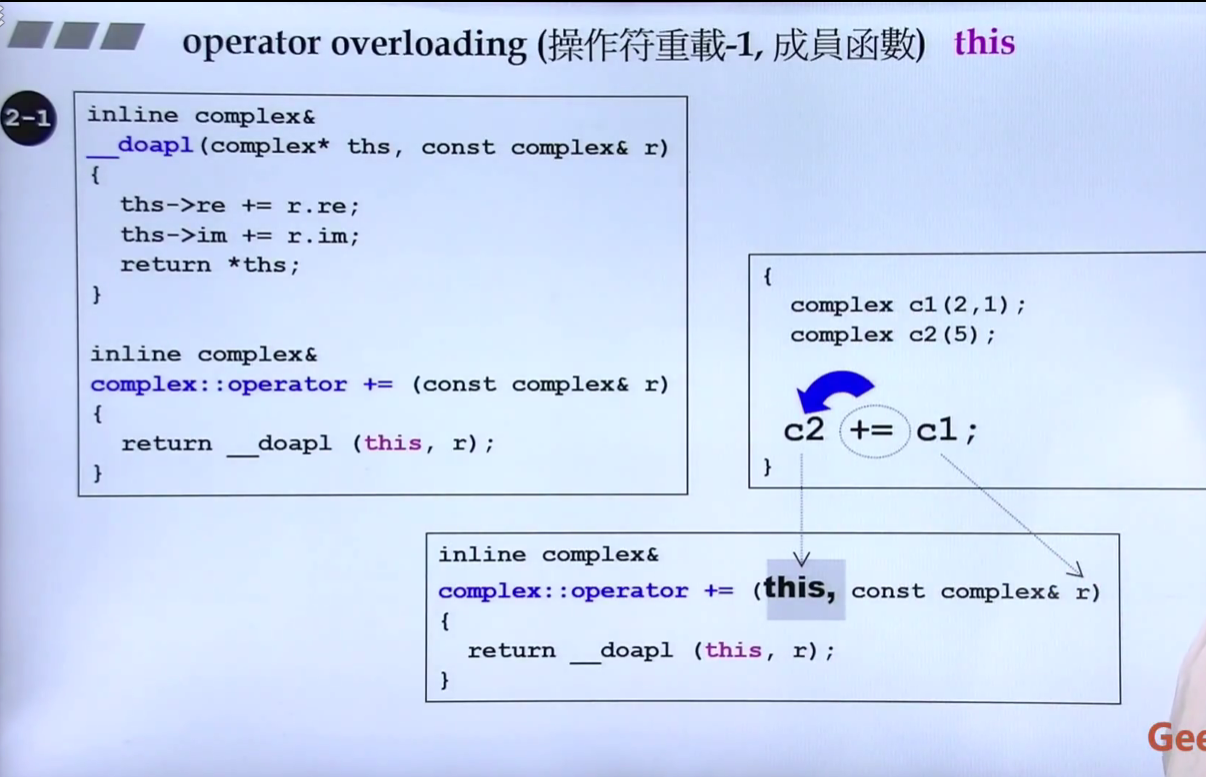 operator overloading (操作符重載-1, 成員函數) this
2-1
inline complex&
__doapl(complex* ths, const complex& r)
{
ths->re += r.re;
ths->im += r.im;
return *ths;
}
inline complex&
complex::operator += (const complex& r)
{
return __doapl (this, r);
}
{
complex c1(2,1);
complex c2(5);
c2 += c1;
}
inline complex&
complex::operator += (this, const complex& r)
{
return __doapl (this, r);
}
Gee